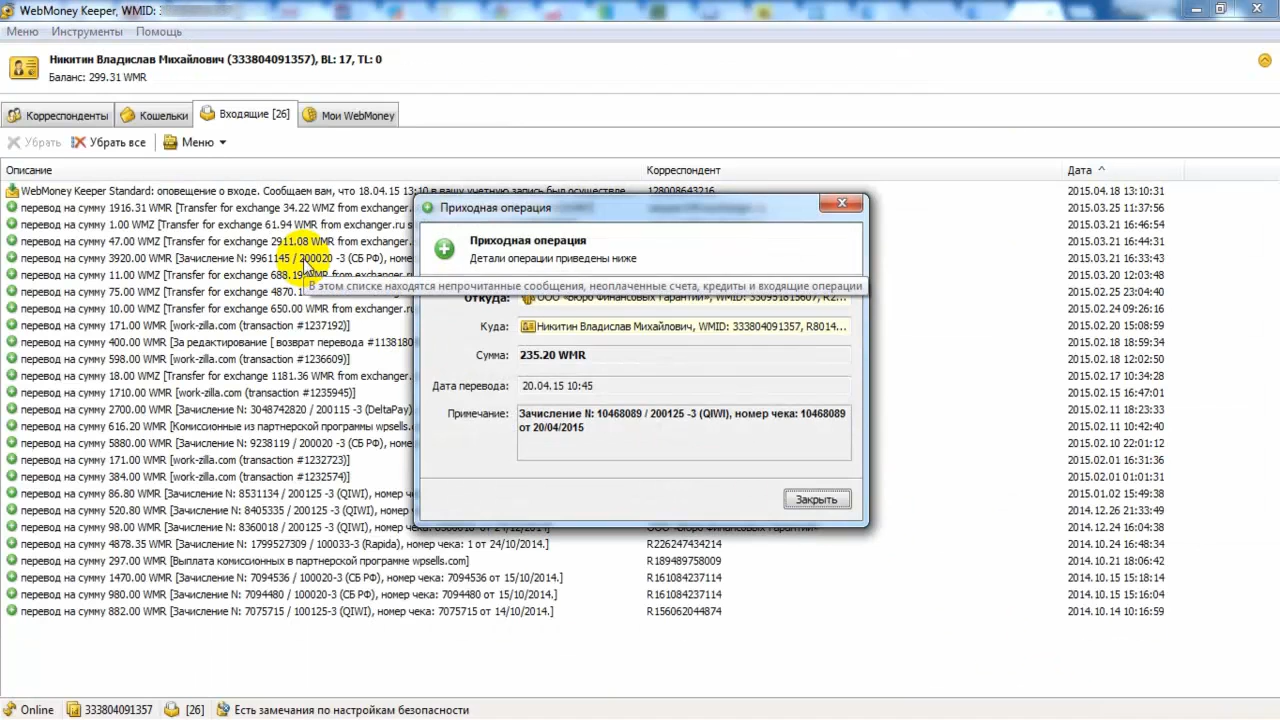 WebMoney Keeper, WMID:
Меню Инструменты Помощь
Никитин Владислав Михайлович (333804091357), BL: 17, TL: 0
Баланс: 299.31 WMR
Корреспонденты Кошельки Входящие [26] Мои WebMoney
Убрать Убрать все Меню
Описание Корреспондент Дата
WebMoney Keeper Standard: оповещение о входе. Сообщаем вам, что 18.04.15 13:10 в вашу учетную запись был осуществле... 128008643216 2015.04.18 13:10:31
перевод на сумму 1916.31 WMR [Transfer for exchange 34.22 WMZ from exchanger. 2015.03.25 11:37:56
перевод на сумму 1.00 WMZ [Transfer for exchange 61.94 WMR from exchanger.ru s 2015.03.21 16:46:54
перевод на сумму 47.00 WMZ [Transfer for exchange 2911.08 WMR from exchanger. 2015.03.21 16:44:31
перевод на сумму 3920.00 WMR [Зачисление N: 9961145 / 200020 -3 (СБ РФ), номе 2015.03.21 16:43:31
перевод на сумму 11.00 WMZ [Transfer for exchange 688.19 WMR from exchanger.ru 2015.03.20 12:03:48
перевод на сумму 75.00 WMZ [Transfer for exchange 4870.1 2015.02.25 23:04:40
перевод на сумму 10.00 WMZ [Transfer for exchange 650.00 WMR from exchanger.ru 2015.02.24 09:26:16
перевод на сумму 171.00 WMR [work-zilla.com (transaction #1237192)] 2015.02.20 15:08:59
перевод на сумму 400.00 WMR [За редактирование [ возврат перевода #1138180 2015.02.18 18:59:34
перевод на сумму 598.00 WMR [work-zilla.com (transaction #1236609)] 2015.02.18 12:02:50
перевод на сумму 18.00 WMZ [Transfer for exchange 1181.36 WMR from exchanger. 2015.02.17 10:34:28
перевод на сумму 1710.00 WMR [work-zilla.com (transaction #1235945)] 2015.02.15 16:47:01
перевод на сумму 2700.00 WMR [Зачисление N: 3048742820 / 200115 -3 (DeltaPay) 2015.02.11 18:23:33
перевод на сумму 616.20 WMR [Комиссионные из партнерской программы wpsells. 2015.02.11 10:42:40
перевод на сумму 5880.00 WMR [Зачисление N: 9238119 / 200020 -3 (СБ РФ), номе 2015.02.10 22:01:12
перевод на сумму 171.00 WMR [work-zilla.com (transaction #1232723)] 2015.02.01 16:31:36
перевод на сумму 384.00 WMR [work-zilla.com (transaction #1232574)] 2015.02.01 01:01:31
перевод на сумму 86.80 WMR [Зачисление N: 8531134 / 200125 -3 (QIWI), номер че 2015.01.02 15:49:38
перевод на сумму 520.80 WMR [Зачисление N: 8405335 / 200125 -3 (QIWI), номер ч 2014.12.26 21:33:49
перевод на сумму 98.00 WMR [Зачисление N: 8360018 / 200125 -3 (QIWI), номер чека: 8360018 от 24/12/2014.] ООО «Бюро Финансовых Гарантий» 2014.12.24 16:04:38
перевод на сумму 4878.35 WMR [Зачисление N: 1799527309 / 100033-3 (Rapida), номер чека: 1 от 24/10/2014.] R226247434214 2014.10.24 16:48:34
перевод на сумму 297.00 WMR [Выплата комиссионных в партнерской программе wpsells.com] R189489758009 2014.10.21 18:06:42
перевод на сумму 1470.00 WMR [Зачисление N: 7094536 / 100020-3 (СБ РФ), номер чека: 7094536 от 15/10/2014.] R161084237114 2014.10.15 15:18:14
перевод на сумму 980.00 WMR [Зачисление N: 7094480 / 100020-3 (СБ РФ), номер чека: 7094480 от 15/10/2014.] R161084237114 2014.10.15 15:16:04
перевод на сумму 882.00 WMR [Зачисление N: 7075715 / 100125-3 (QIWI), номер чека: 7075715 от 14/10/2014.] R156062044874 2014.10.14 10:16:59
Приходная операция
Приходная операция
Детали операции приведены ниже
В этом списке находятся непрочитанные сообщения, неоплаченные счета, кредиты и входящие операции
Откуда: ООО «Бюро Финансовых Гарантий», WMID: 330951813607, R2...
Куда: Никитин Владислав Михайлович, WMID: 333804091357, R8014...
Сумма: 235.20 WMR
Дата перевода: 20.04.15 10:45
Примечание: Зачисление N: 10468089 / 200125 -3 (QIWI), номер чека: 10468089
от 20/04/2015
Закрыть
Online 333804091357 [26] Есть замечания по настройкам безопасности